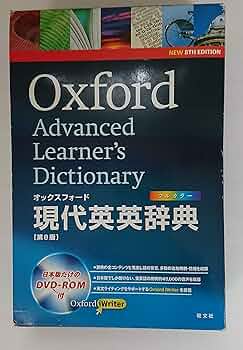 NEW 8TH EDITION
Oxford
Advanced
Learner's
Dictionary
オックスフォード
フルカラー
現代英英辞典
[第8版]
日本版だけの
DVD-ROM
付
Oxford iWriter
旺文社